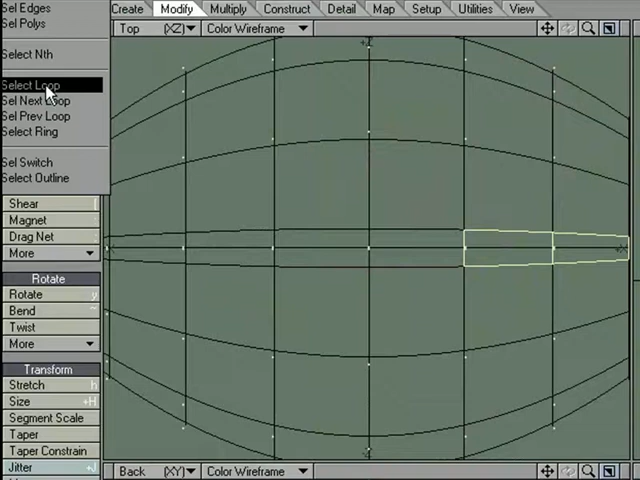 Sel Edges
Sel Polys
Select Nth
Select Loop
Sel Next Loop
Sel Prev Loop
Select Ring
Sel Switch
Select Outline
Shear [
Magnet :
Drag Net ;
More
Rotate
Rotate y
Bend ~
Twist
More
Transform
Stretch h
Size +H
Segment Scale
Taper
Taper Constrain
Jitter +J
Create Modify Multiply Construct Detail Map Setup Utilities View
Top (XZ) Color Wireframe
Back (XY) Color Wireframe